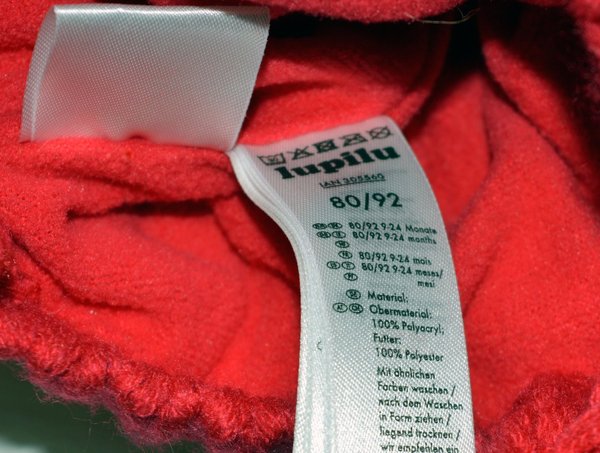 lupilu
IAN 305560
80/92
80/92 9-24 Monate
80/92 9-24 months
80/92 9-24 mais
80/92 9-24 meses/
mesi
Material:
Obermaterial:
100% Polyacryl;
Futter:
100% Polyester
Mit ähnlichen
Farben waschen /
nach dem Waschen
in Form ziehen /
liegend trocknen /
wir empfehlen ein